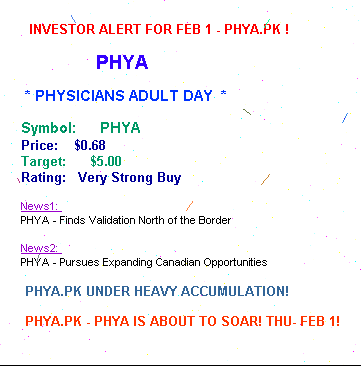 INVESTOR ALERT FOR FEB 1 - PHYA.PK !
PHYA
* PHYSICIANS ADULT DAY *
Symbol: PHYA
Price: $0.68
Target: $5.00
Rating: Very Strong Buy
News1:
PHYA - Finds Validation North of the Border
News2:
PHYA - Pursues Expanding Canadian Opportunities
PHYA.PK UNDER HEAVY ACCUMULATION!
PHYA.PK - PHYA IS ABOUT TO SOAR! THU- FEB 1!